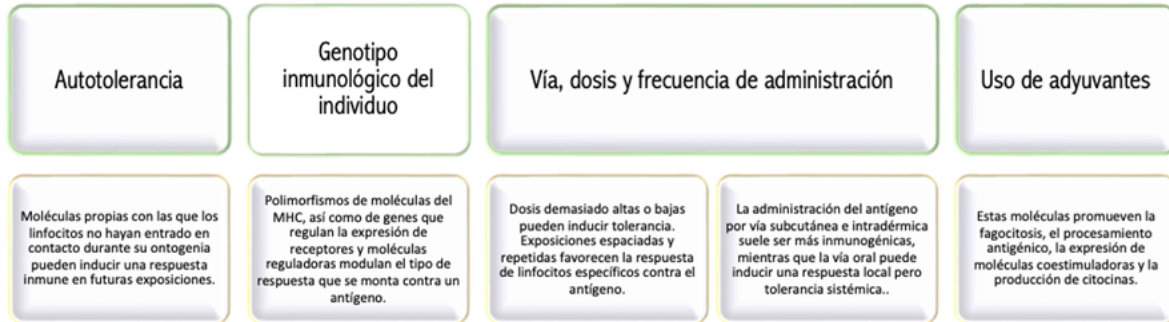 Autotolerancia
Genotipo
inmunológico del
individuo
Vía, dosis y frecuencia de administración
Uso de adyuvantes
Moléculas propias con las que los
linfocitos no hayan entrado en
contacto durante su ontogenia
pueden inducir una respuesta
inmune en futuras exposiciones.
Polimorfismos de moléculas del
MHC, así como de genes que
regulan la expresión de
receptores y moléculas
reguladoras modulan el tipo de
respuesta que se monta contra un
antígeno.
Dosis demasiado altas o bajas
pueden inducir tolerancia.
Exposiciones espaciadas y
repetidas favorecen la respuesta
de linfocitos específicos contra el
antígeno.
La administración del antígeno
por vía subcutánea e intradérmica
suele ser más inmunogénicas,
mientras que la vía oral puede
inducir una respuesta local pero
tolerancia sistémica..
Estas moléculas promueven la
fagocitosis, el procesamiento
antigénico, la expresión de
moléculas coestimuladoras y la
producción de citocinas.